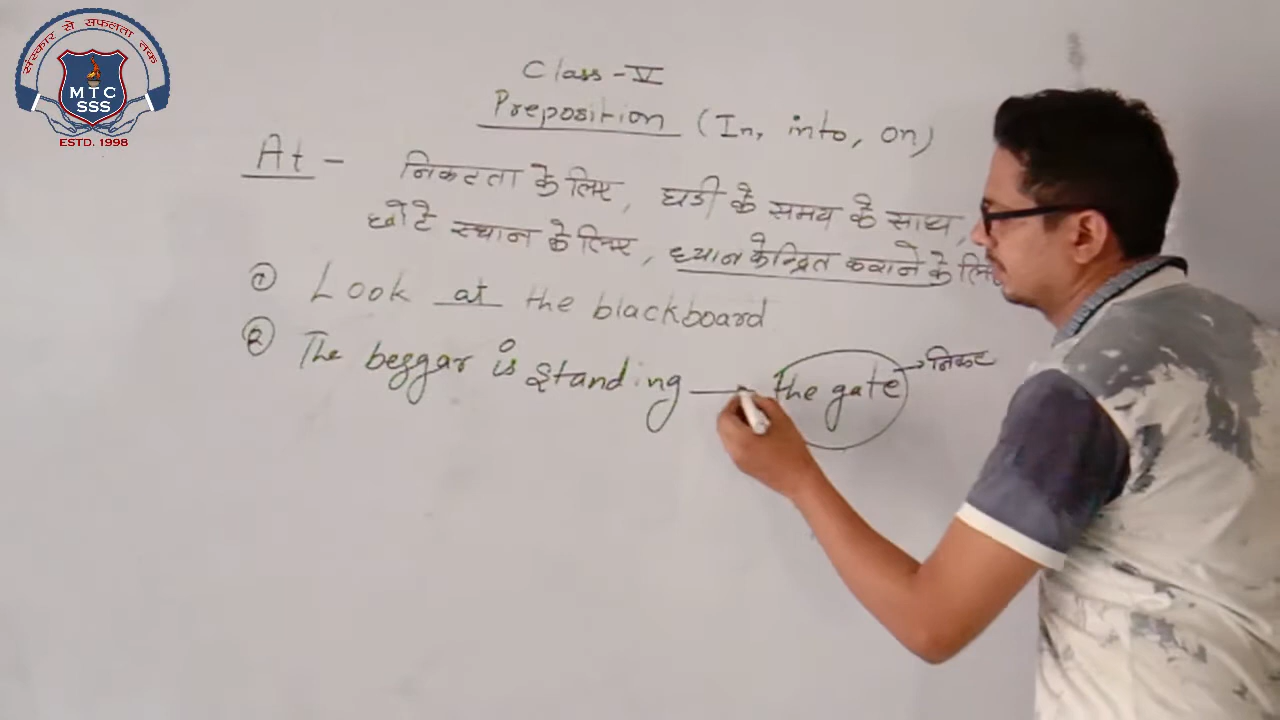 संस्कार से सफलता तक
MTC
SSS
ESTD. 1998
Class - V
Preposition (In, into, on)
At - निकटता के लिए, घडी के समय के साथ,
छोटे स्थान के लिए, ध्यान केन्द्रित कराने के लिए
① Look at the blackboard
② The beggar is standing __ the gate → निकट